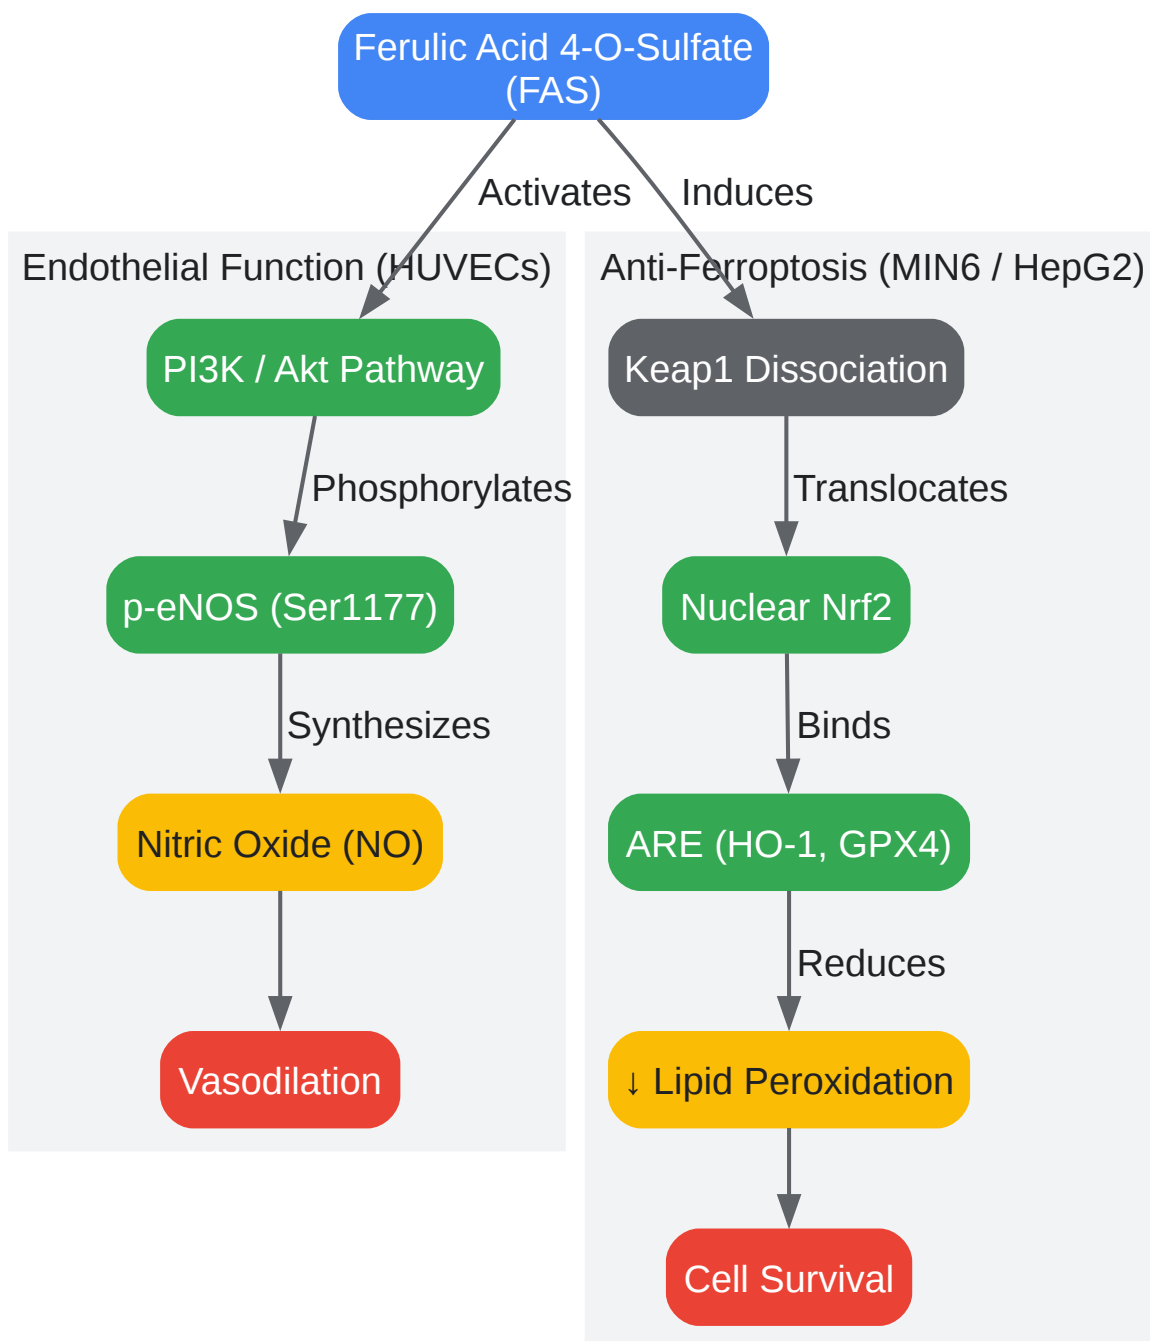 Ferulic Acid 4-O-Sulfate
(FAS)
Activates
Induces
Endothelial Function (HUVECs)
PI3K / Akt Pathway
Phosphorylates
p-eNOS (Ser1177)
Synthesizes
Nitric Oxide (NO)
Vasodilation
Anti-Ferroptosis (MIN6 / HepG2)
Keap1 Dissociation
Translocates
Nuclear Nrf2
Binds
ARE (HO-1, GPX4)
Reduces
↓ Lipid Peroxidation
Cell Survival